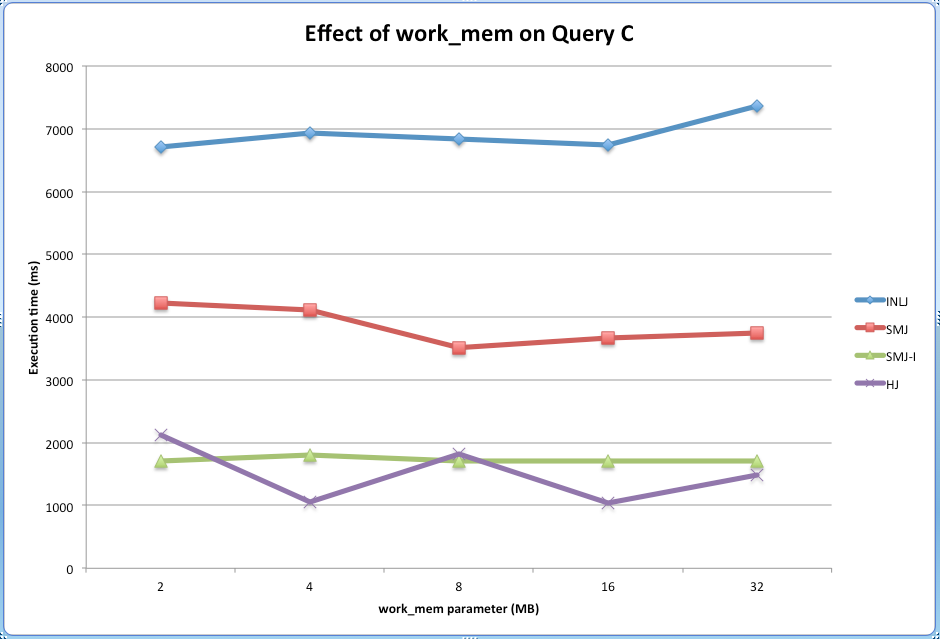 Effect of work_mem on Query C
8000
7000
6000
5000
4000
3000
2000
1000
0
Execution time (ms)
2 4 8 16 32
work_mem parameter (MB)
INLJ
SMJ
SMJ-I
HJ